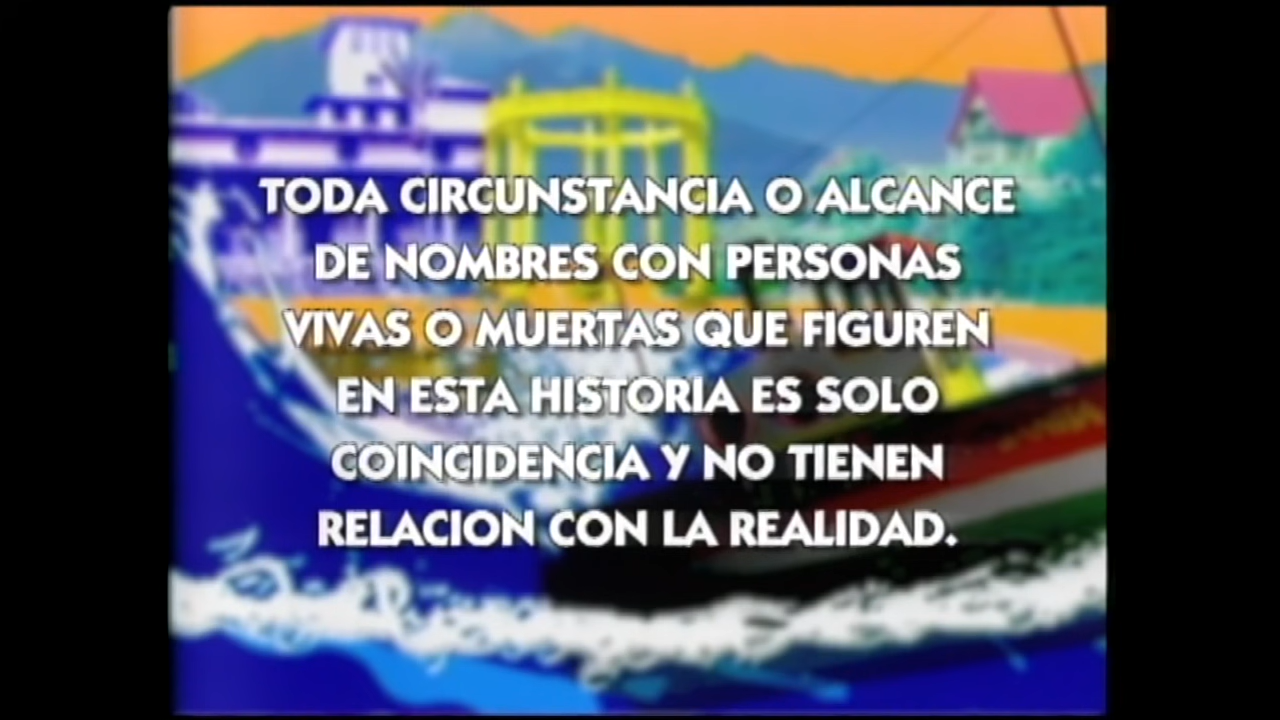 TODA CIRCUNSTANCIA O ALCANCE
DE NOMBRES CON PERSONAS
VIVAS O MUERTAS QUE FIGUREN
EN ESTA HISTORIA ES SOLO
COINCIDENCIA Y NO TIENEN
RELACION CON LA REALIDAD.